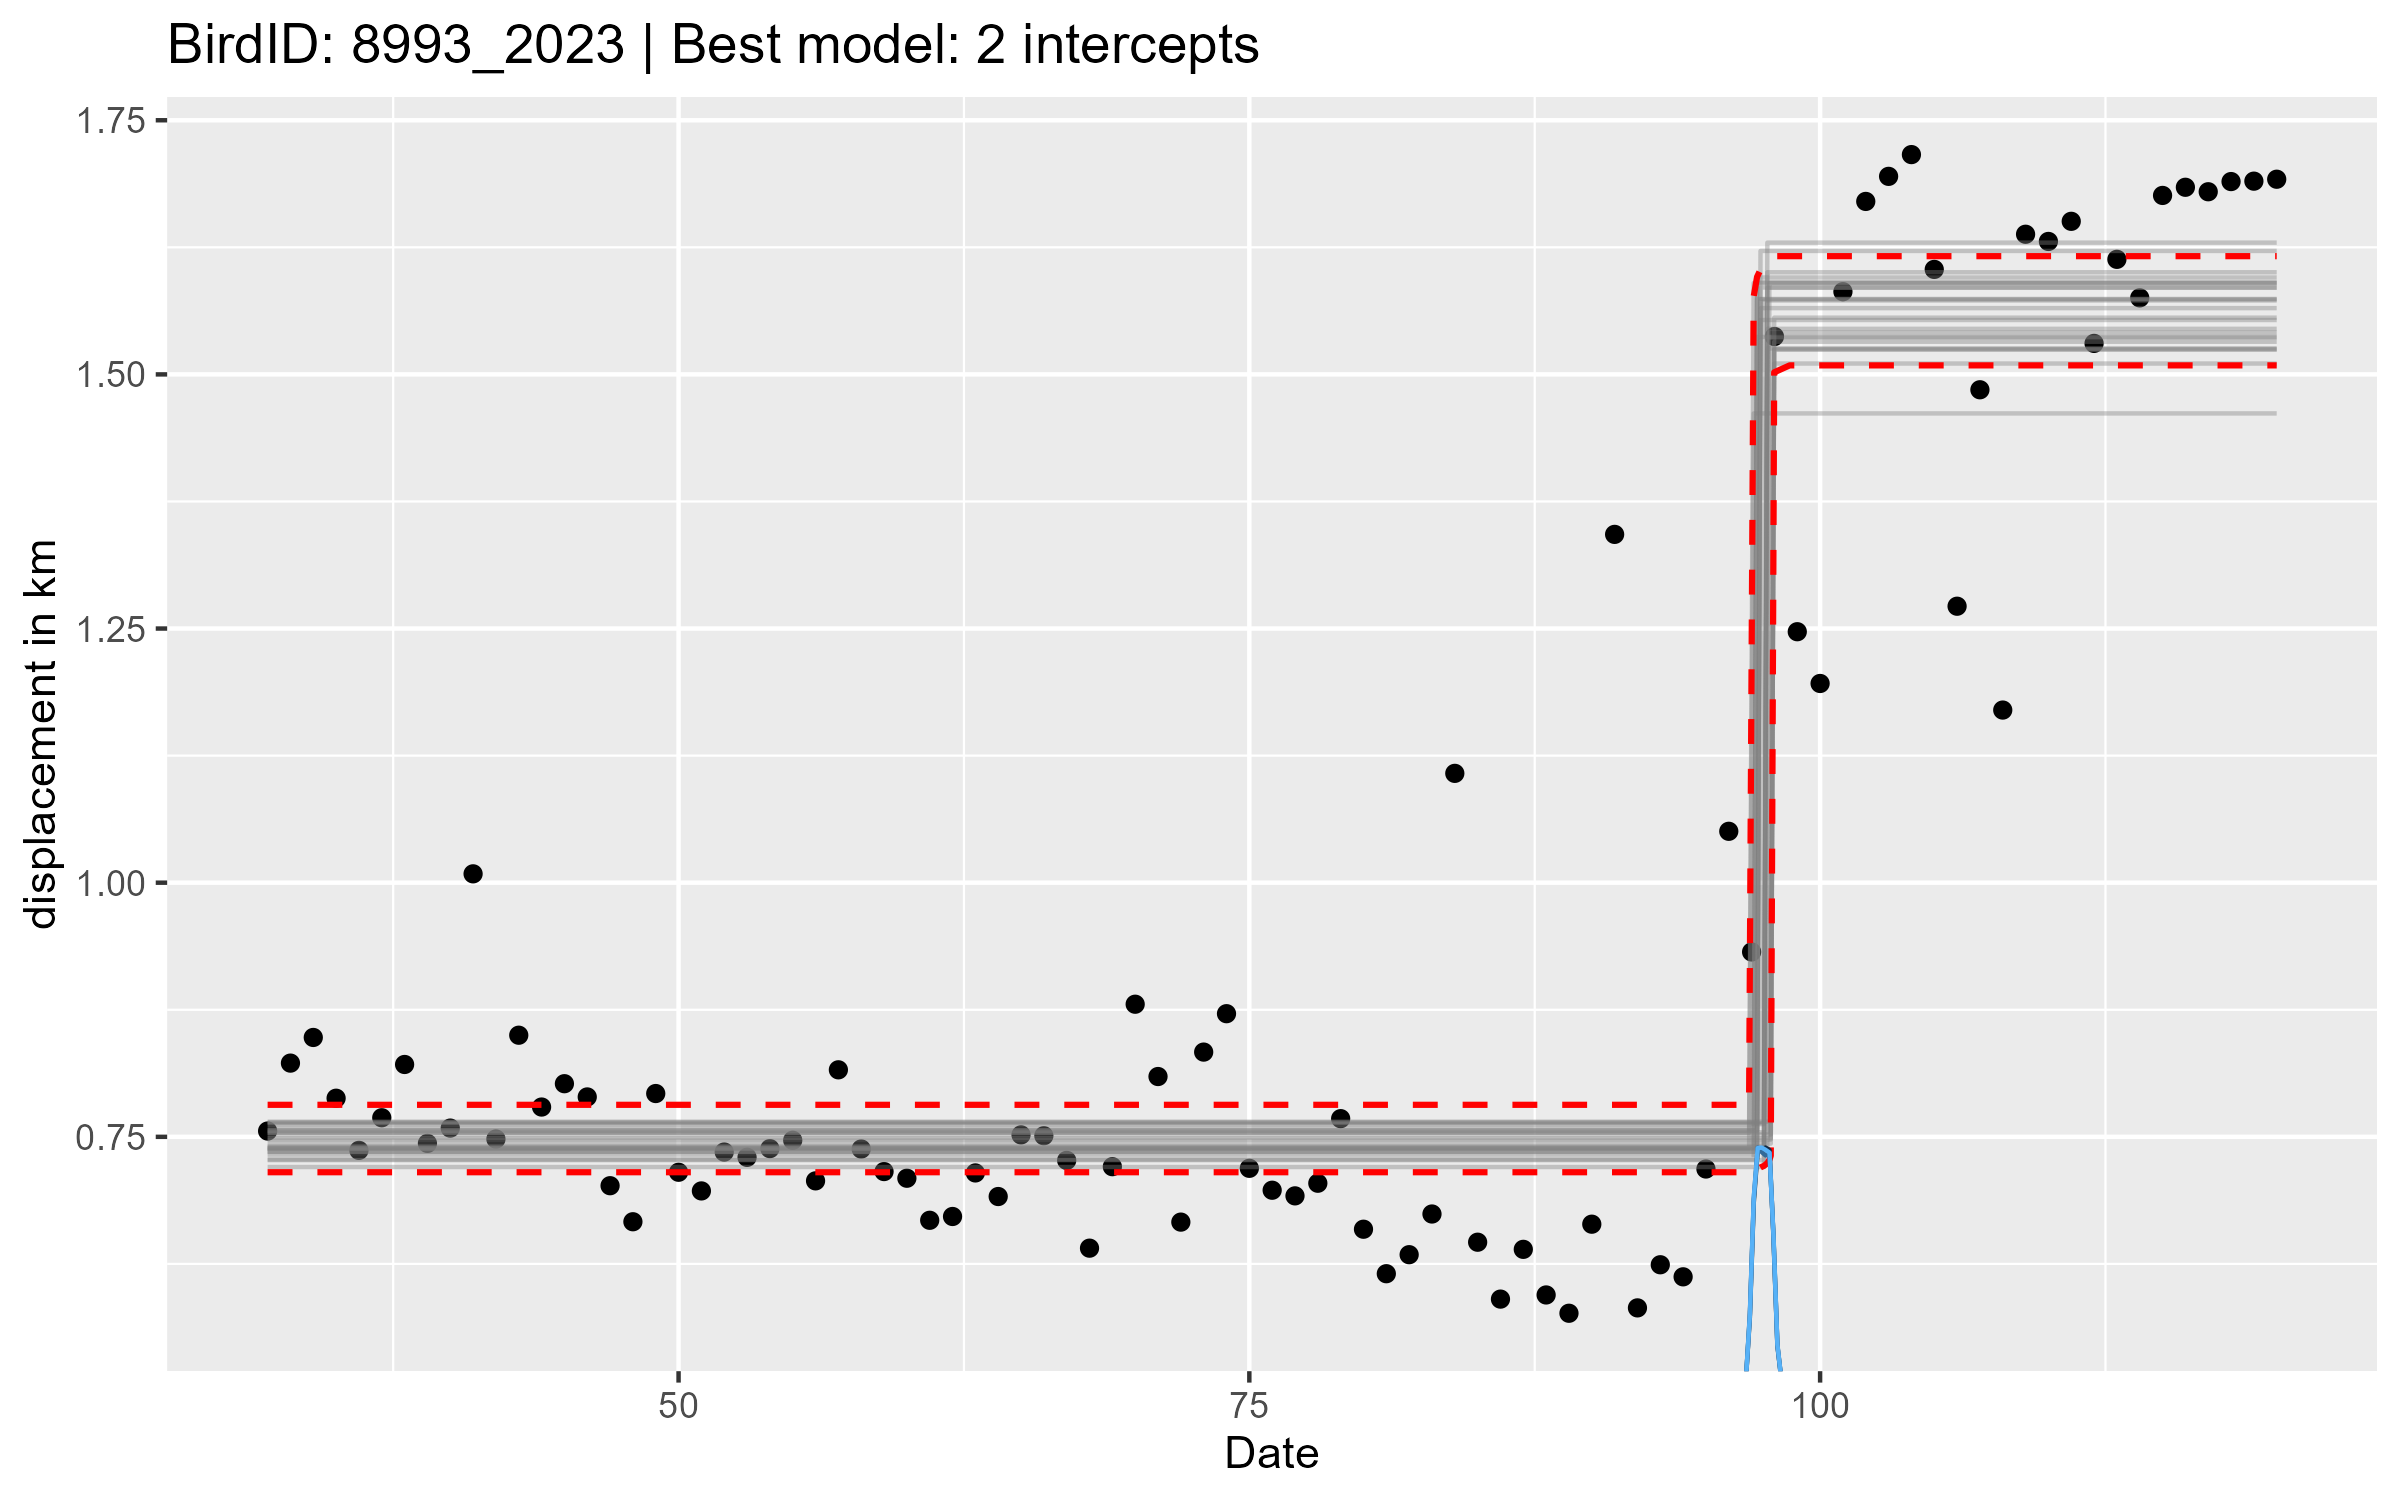 BirdID: 8993_2023 | Best model: 2 intercepts
displacement in km
1.75
1.50
1.25
1.00
0.75
50
75
100
Date